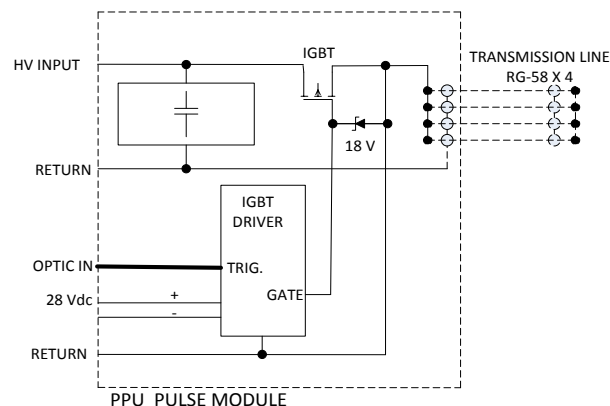 IGBT
HV INPUT
TRANSMISSION LINE
RG-58 X 4
18 V
RETURN
IGBT
DRIVER
OPTIC IN
TRIG.
28 Vdc
+
-
GATE
RETURN
PPU PULSE MODULE